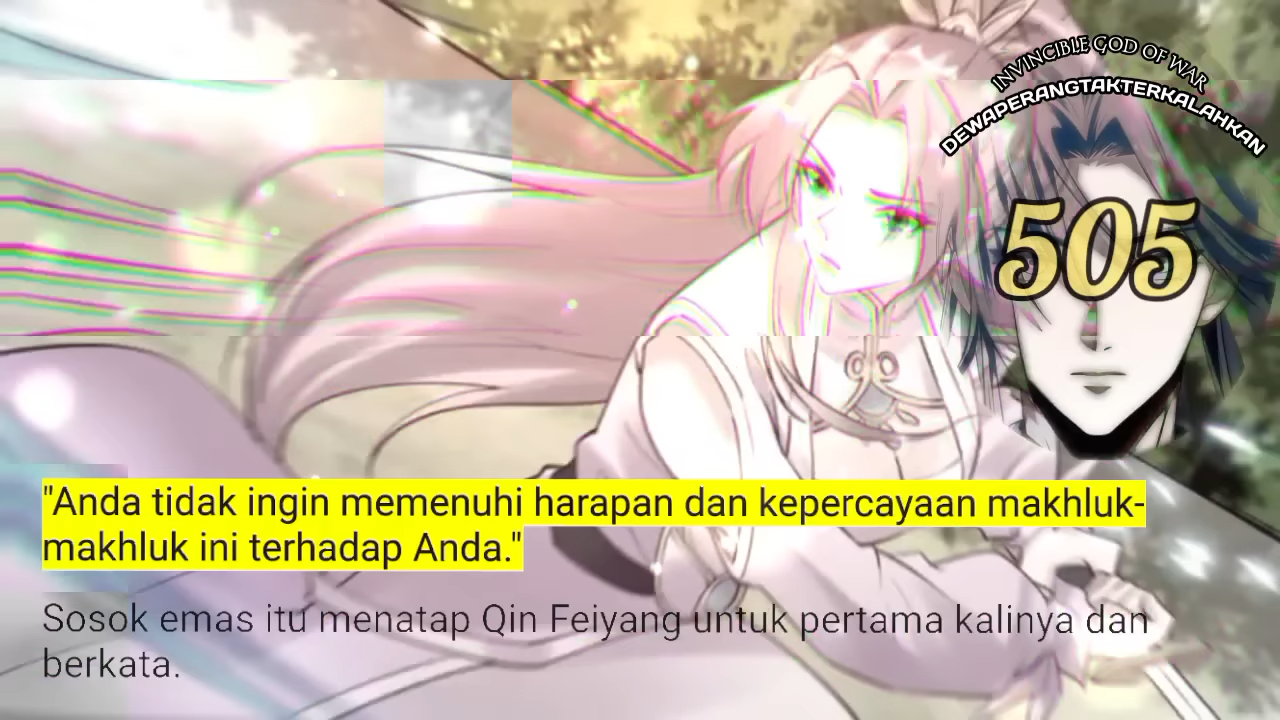 INVINCIBLE GOD OF WAR
DEWAPERANGTAKTERKALAHKAN
505
"Anda tidak ingin memenuhi harapan dan kepercayaan makhluk-
makhluk ini terhadap Anda."
Sosok emas itu menatap Qin Feiyang untuk pertama kalinya dan
berkata.